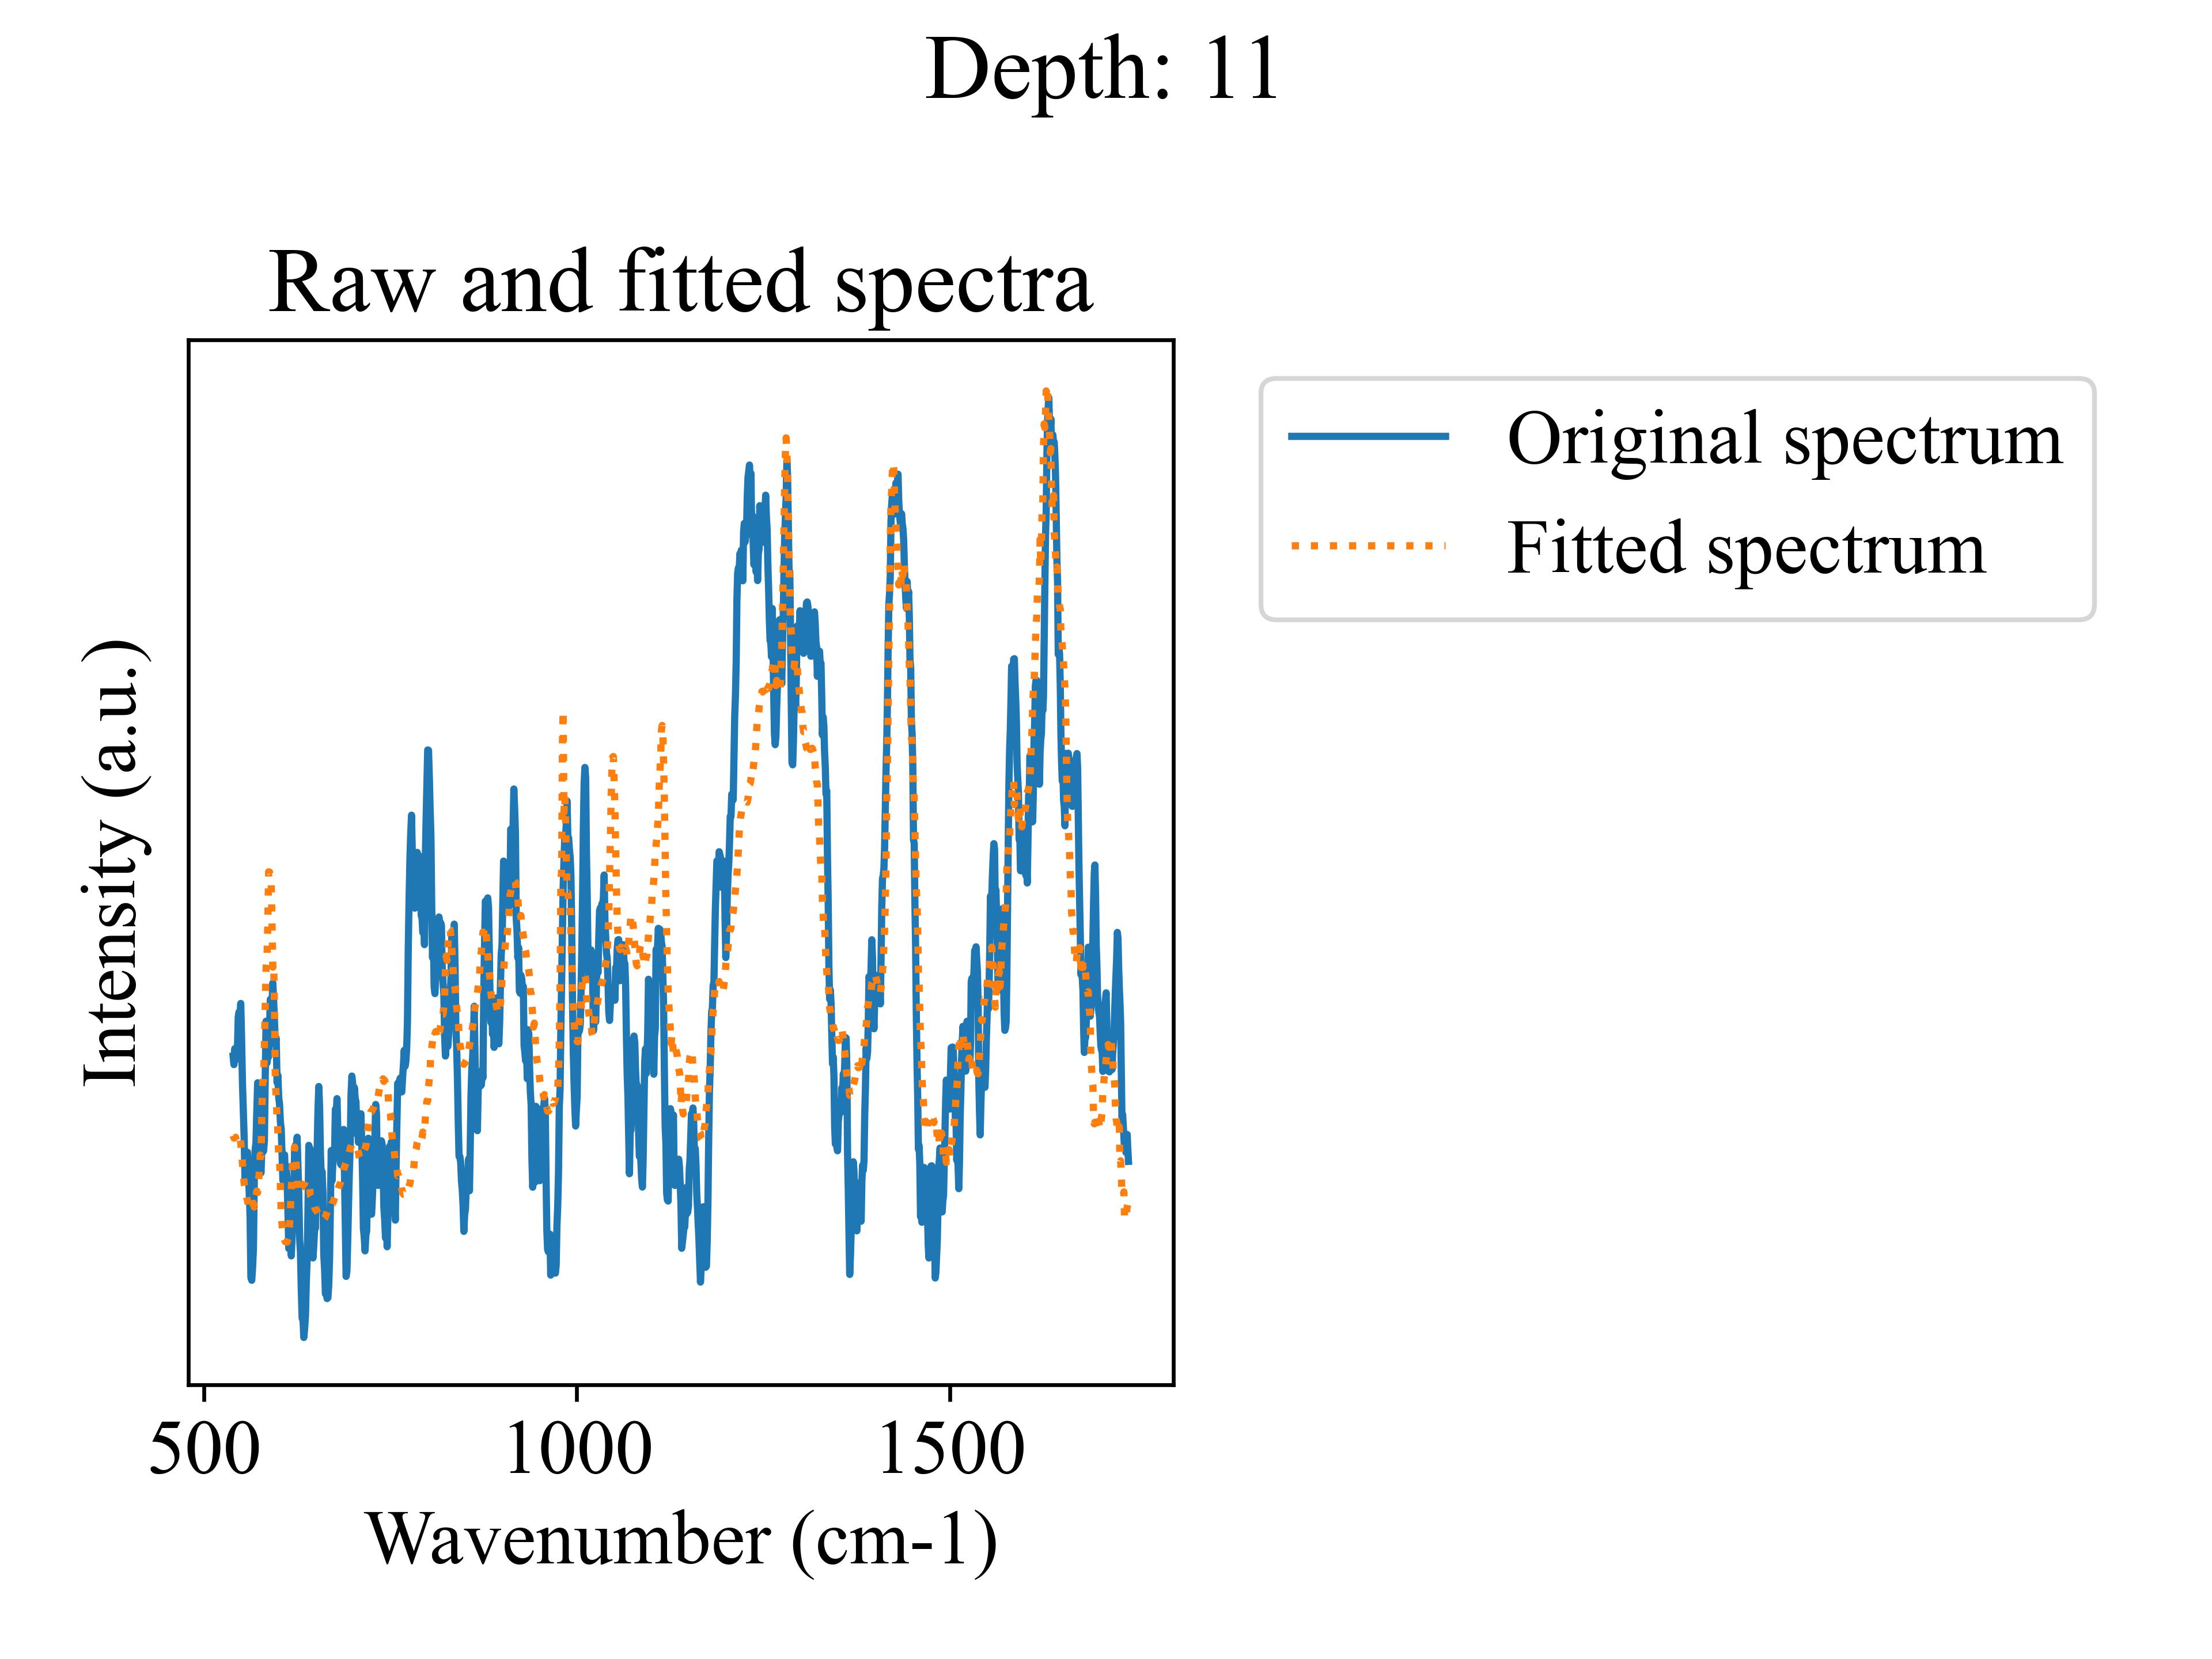 Depth: 11
Raw and fitted spectra
Intensity (a.u.)
500 1000 1500
Wavenumber (cm-1)
Original spectrum
Fitted spectrum